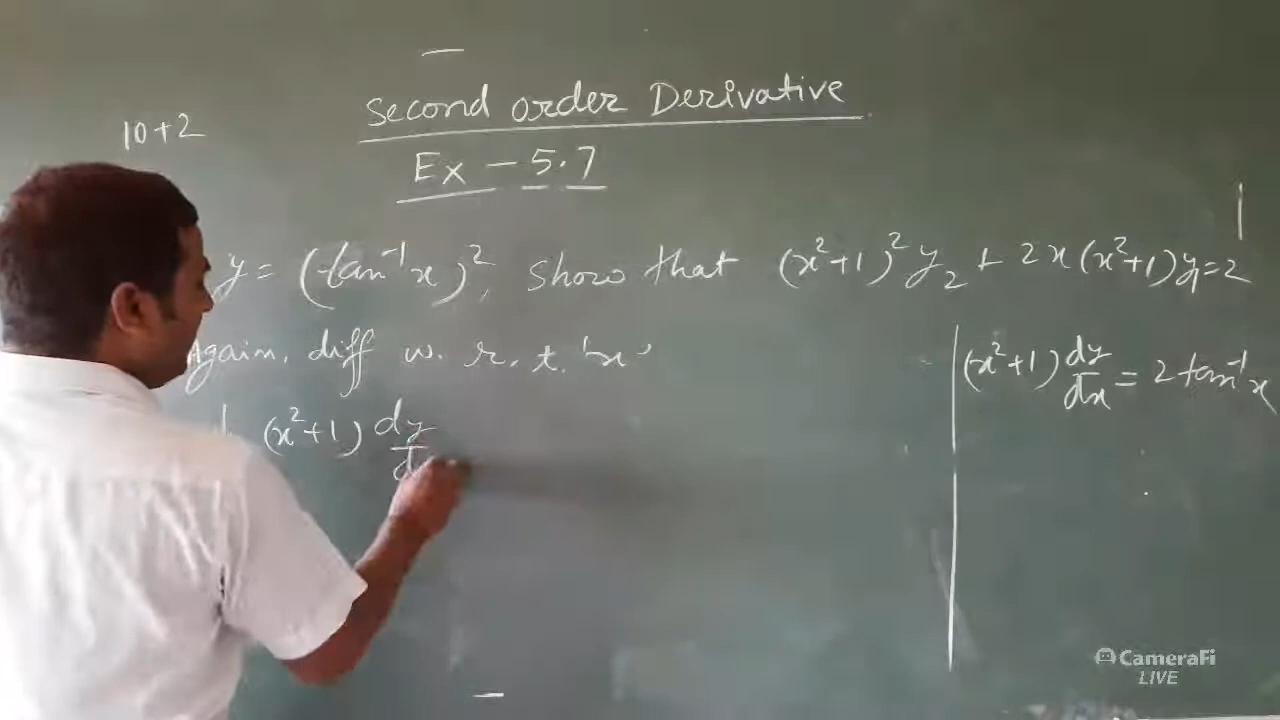 Second order Derivative
10+2
Ex - 5.7
y = (tan⁻¹x)², Show that (x²+1)² y₂ + 2x(x²+1)y₁=2
Again, diff w. r. t. 'x'
(x²+1) dy/d
(x²+1) dy/dx = 2 tan⁻¹x
CameraFi
LIVE